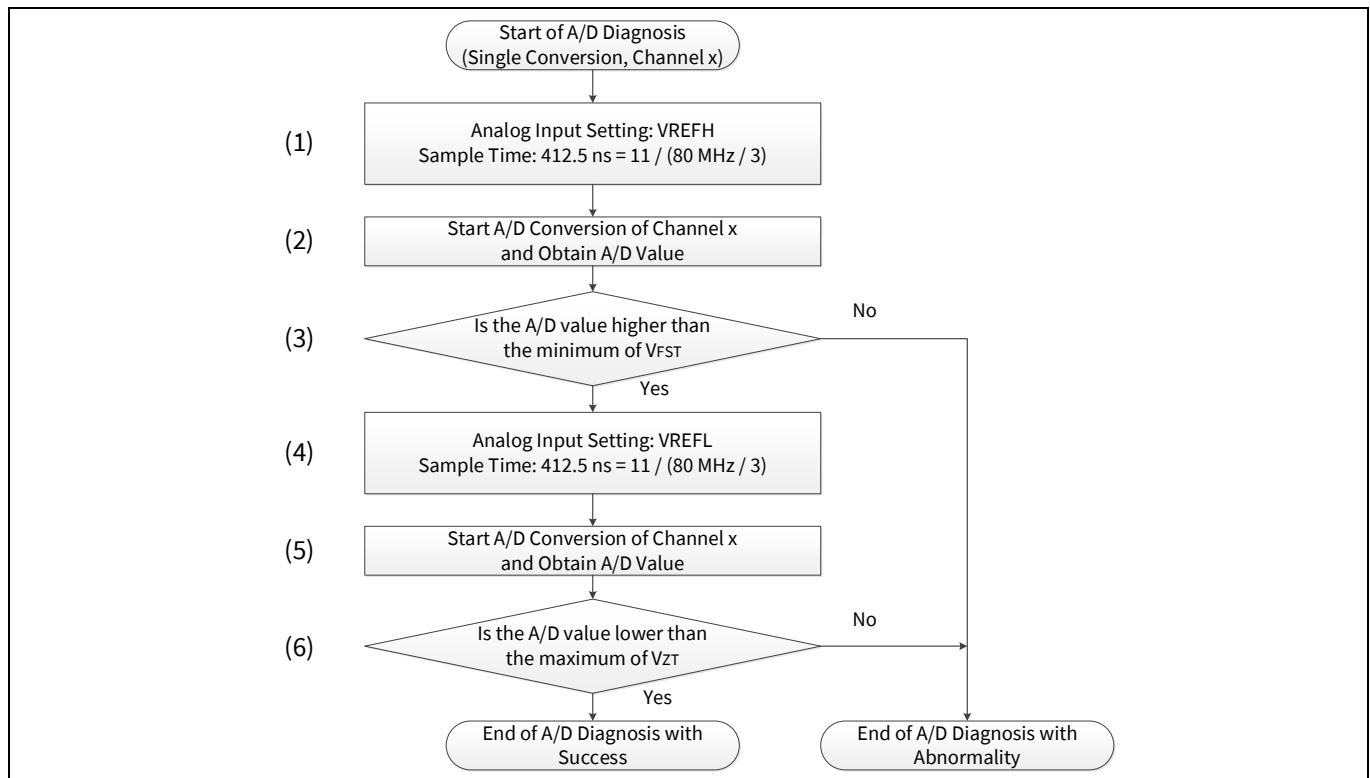 Start of A/D Diagnosis
(Single Conversion, Channel x)
(1)
Analog Input Setting: VREFH
Sample Time: 412.5 ns = 11 / (80 MHz / 3)
(2)
Start A/D Conversion of Channel x
and Obtain A/D Value
(3)
Is the A/D value higher than
the minimum of VFST
No
Yes
(4)
Analog Input Setting: VREFL
Sample Time: 412.5 ns = 11 / (80 MHz / 3)
(5)
Start A/D Conversion of Channel x
and Obtain A/D Value
(6)
Is the A/D value lower than
the maximum of VZT
No
Yes
End of A/D Diagnosis with
Success
End of A/D Diagnosis with
Abnormality